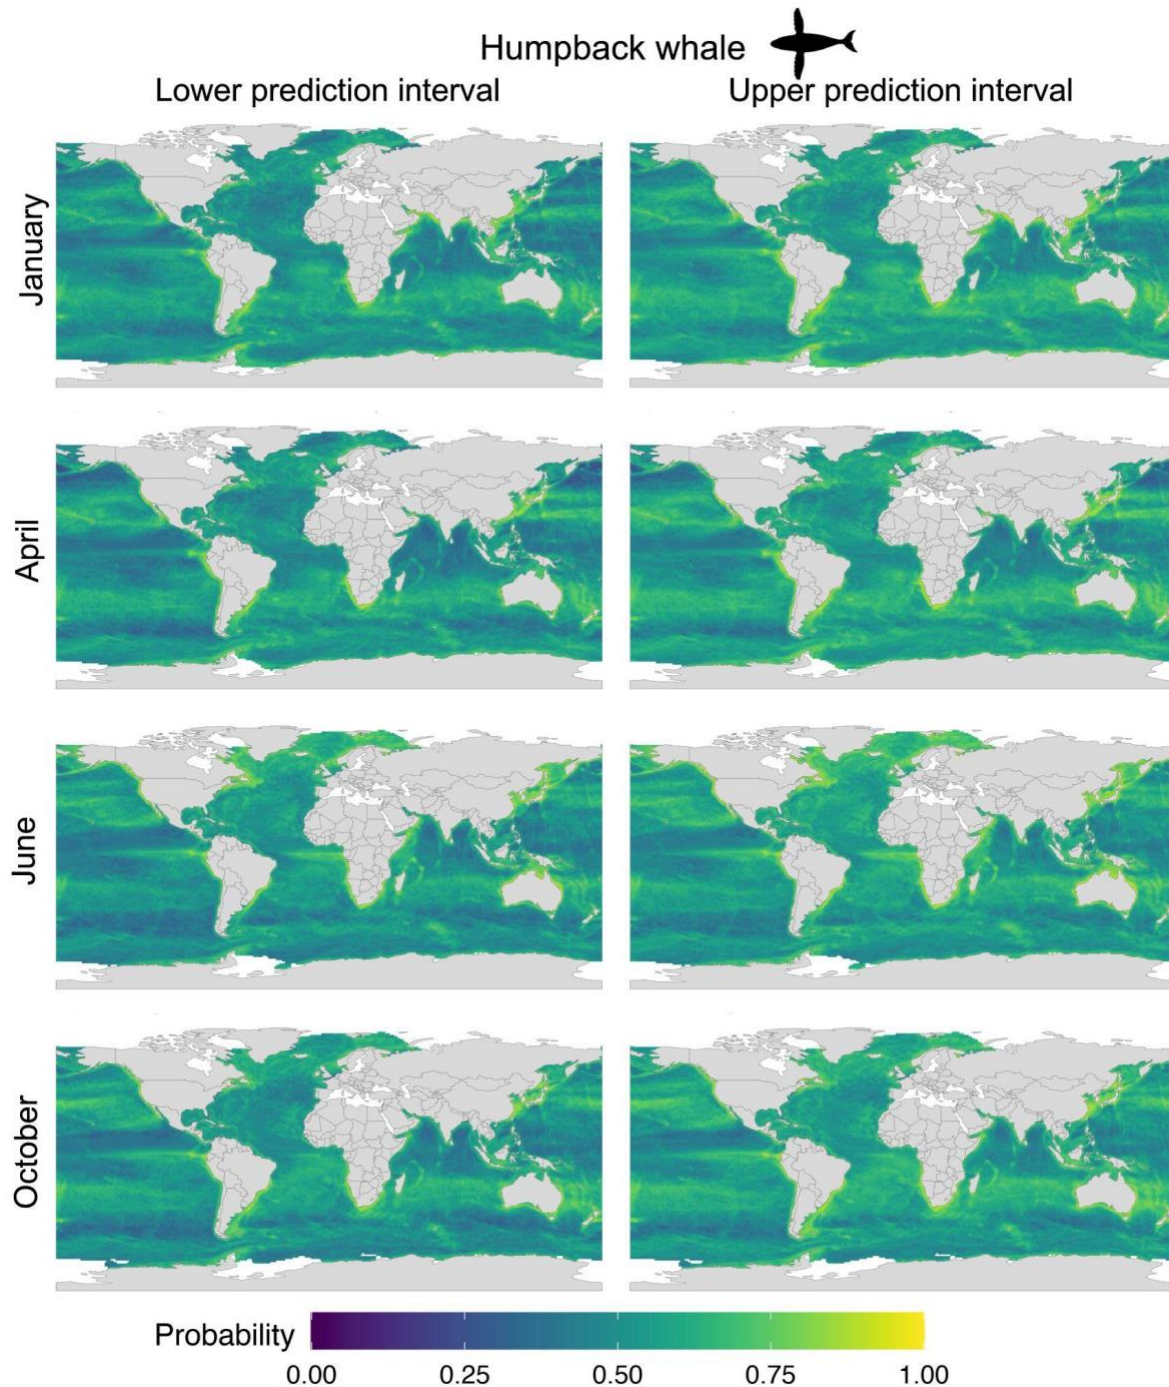 Humpback whale
Lower prediction interval
Upper prediction interval
January
April
June
October
Probability
0.00 0.25 0.50 0.75 1.00